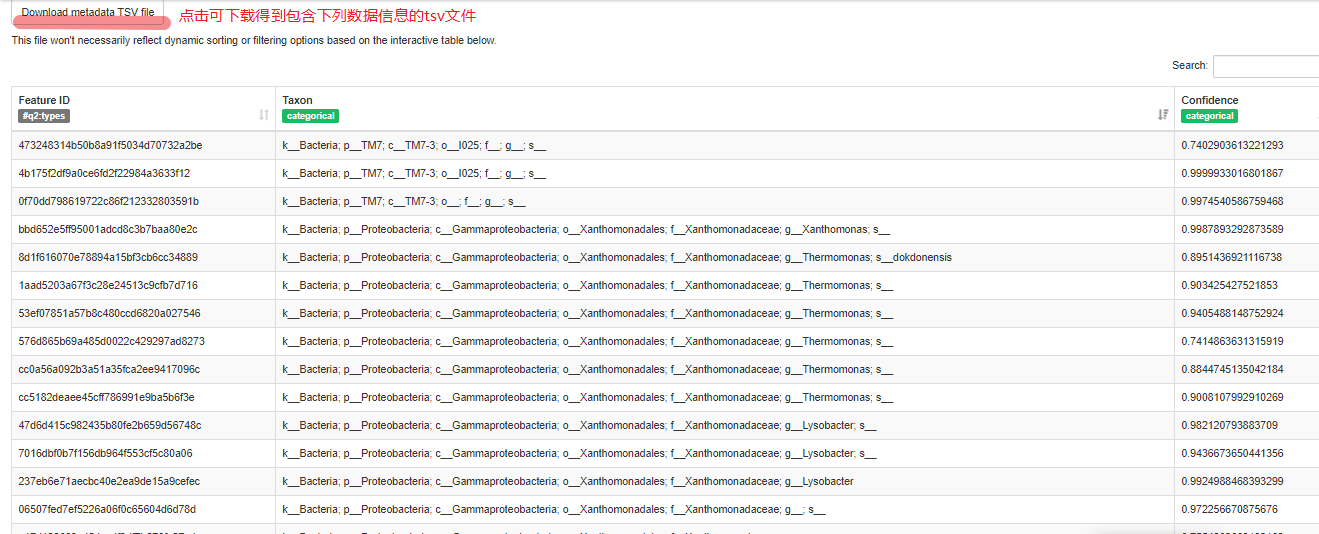 Download metadata TSV file 点击可下载得到包含下列数据信息的tsv文件
This file won't necessarily reflect dynamic sorting or filtering options based on the interactive table below.
Search:
Feature ID Taxon Confidence
#q2:types categorical categorical
473248314b50b8a91f5034d70732a2be k__Bacteria; p__TM7; c__TM7-3; o__I025; f__; g__; s__ 0.7402903613221293
4b175f2df9a0ce6fd2f22984a3633f12 k__Bacteria; p__TM7; c__TM7-3; o__I025; f__; g__; s__ 0.9999933016801867
0f70dd798619722c86f212332803591b k__Bacteria; p__TM7; c__TM7-3; o__; f__; g__; s__ 0.9974540586759468
bbd652e5ff95001adcd8c3b7baa80e2c k__Bacteria; p__Proteobacteria; c__Gammaproteobacteria; o__Xanthomonadales; f__Xanthomonadaceae; g__Xanthomonas; s__ 0.9987893292873589
8d1f616070e78894a15bf3cb6cc34889 k__Bacteria; p__Proteobacteria; c__Gammaproteobacteria; o__Xanthomonadales; f__Xanthomonadaceae; g__Thermomonas; s__dokdonensis 0.8951436921116738
1aad5203a67f3c28e24513c9cfb7d716 k__Bacteria; p__Proteobacteria; c__Gammaproteobacteria; o__Xanthomonadales; f__Xanthomonadaceae; g__Thermomonas; s__ 0.903425427521853
53ef07851a57b8c480ccd6820a027546 k__Bacteria; p__Proteobacteria; c__Gammaproteobacteria; o__Xanthomonadales; f__Xanthomonadaceae; g__Thermomonas; s__ 0.9405488148752924
576d865b69a485d0022c429297ad8273 k__Bacteria; p__Proteobacteria; c__Gammaproteobacteria; o__Xanthomonadales; f__Xanthomonadaceae; g__Thermomonas; s__ 0.7414863631315919
cc0a56a092b3a51a35fca2ee9417096c k__Bacteria; p__Proteobacteria; c__Gammaproteobacteria; o__Xanthomonadales; f__Xanthomonadaceae; g__Thermomonas; s__ 0.8844745135042184
cc5182deaee45cff786991e9ba5b6f3e k__Bacteria; p__Proteobacteria; c__Gammaproteobacteria; o__Xanthomonadales; f__Xanthomonadaceae; g__Thermomonas; s__ 0.9008107992910269
47d6d415c982435b80fe2b659d56748c k__Bacteria; p__Proteobacteria; c__Gammaproteobacteria; o__Xanthomonadales; f__Xanthomonadaceae; g__Lysobacter; s__ 0.982120793883709
7016dbf0b7f156db964f553cf5c80a06 k__Bacteria; p__Proteobacteria; c__Gammaproteobacteria; o__Xanthomonadales; f__Xanthomonadaceae; g__Lysobacter; s__ 0.9436673650441356
237eb6e71aecbc40e2ea9de15a9cefec k__Bacteria; p__Proteobacteria; c__Gammaproteobacteria; o__Xanthomonadales; f__Xanthomonadaceae; g__Lysobacter 0.9924988468393299
06507fed7ef5226a06f0c65604d6d78d k__Bacteria; p__Proteobacteria; c__Gammaproteobacteria; o__Xanthomonadales; f__Xanthomonadaceae; g__; s__ 0.972256670875676